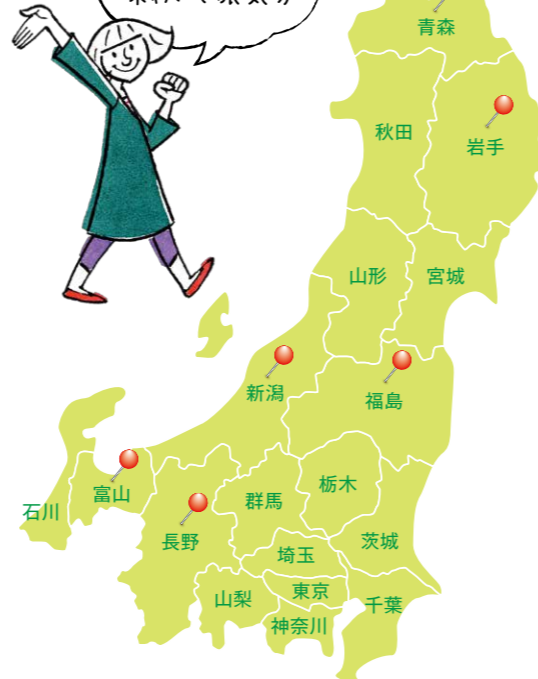 青森
秋田
岩手
山形
宮城
新潟
福島
富山
石川
長野
群馬
栃木
茨城
埼玉
山梨
東京
千葉
神奈川